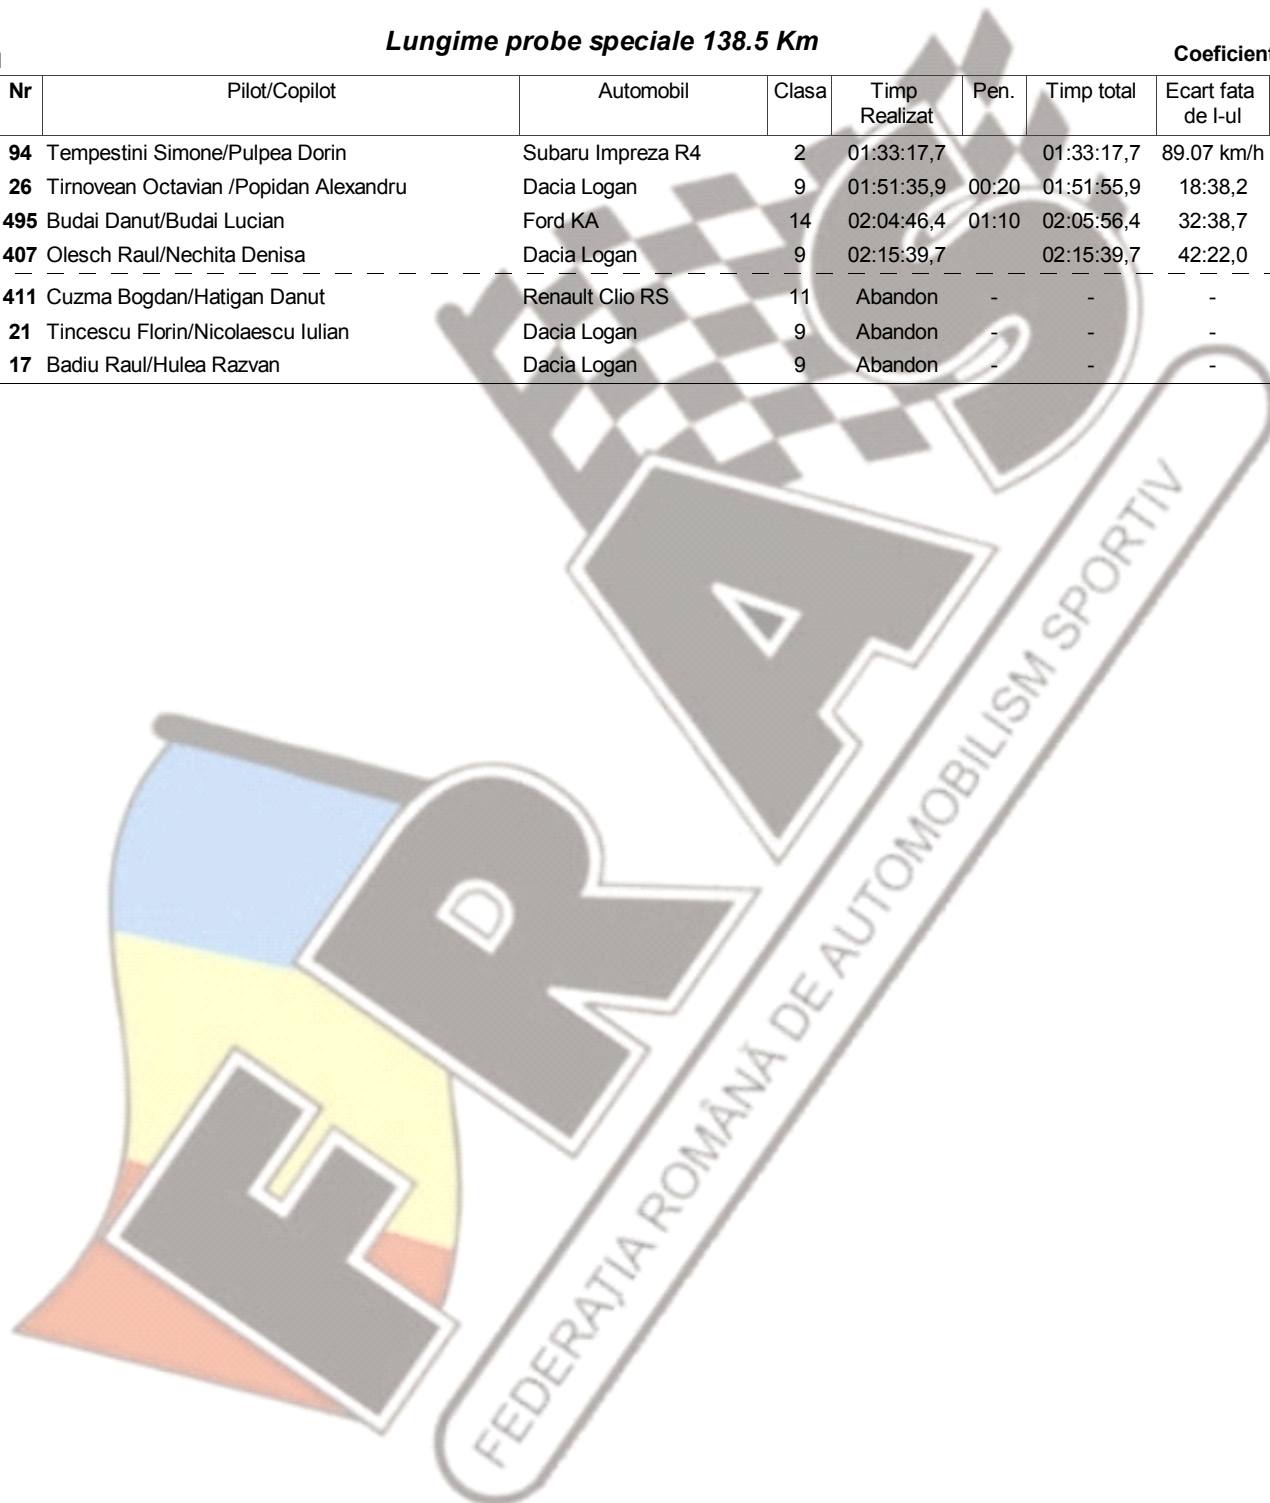 Lungime probe speciale 138.5 Km
Coeficient
Nr Pilot/Copilot Automobil Clasa Timp Realizat Pen. Timp total Ecart fata de I-ul
94 Tempestini Simone/Pulpea Dorin Subaru Impreza R4 2 01:33:17,7 01:33:17,7 89.07 km/h
26 Tirnovean Octavian /Popidan Alexandru Dacia Logan 9 01:51:35,9 00:20 01:51:55,9 18:38,2
495 Budai Danut/Budai Lucian Ford KA 14 02:04:46,4 01:10 02:05:56,4 32:38,7
407 Olesch Raul/Nechita Denisa Dacia Logan 9 02:15:39,7 02:15:39,7 42:22,0
411 Cuzma Bogdan/Hatigan Danut Renault Clio RS 11 Abandon - - -
21 Tincescu Florin/Nicolaescu Iulian Dacia Logan 9 Abandon - - -
17 Badiu Raul/Hulea Razvan Dacia Logan 9 Abandon - - -
FRAS
FEDERAȚIA ROMÂNĂ DE AUTOMOBILISM SPORTIV